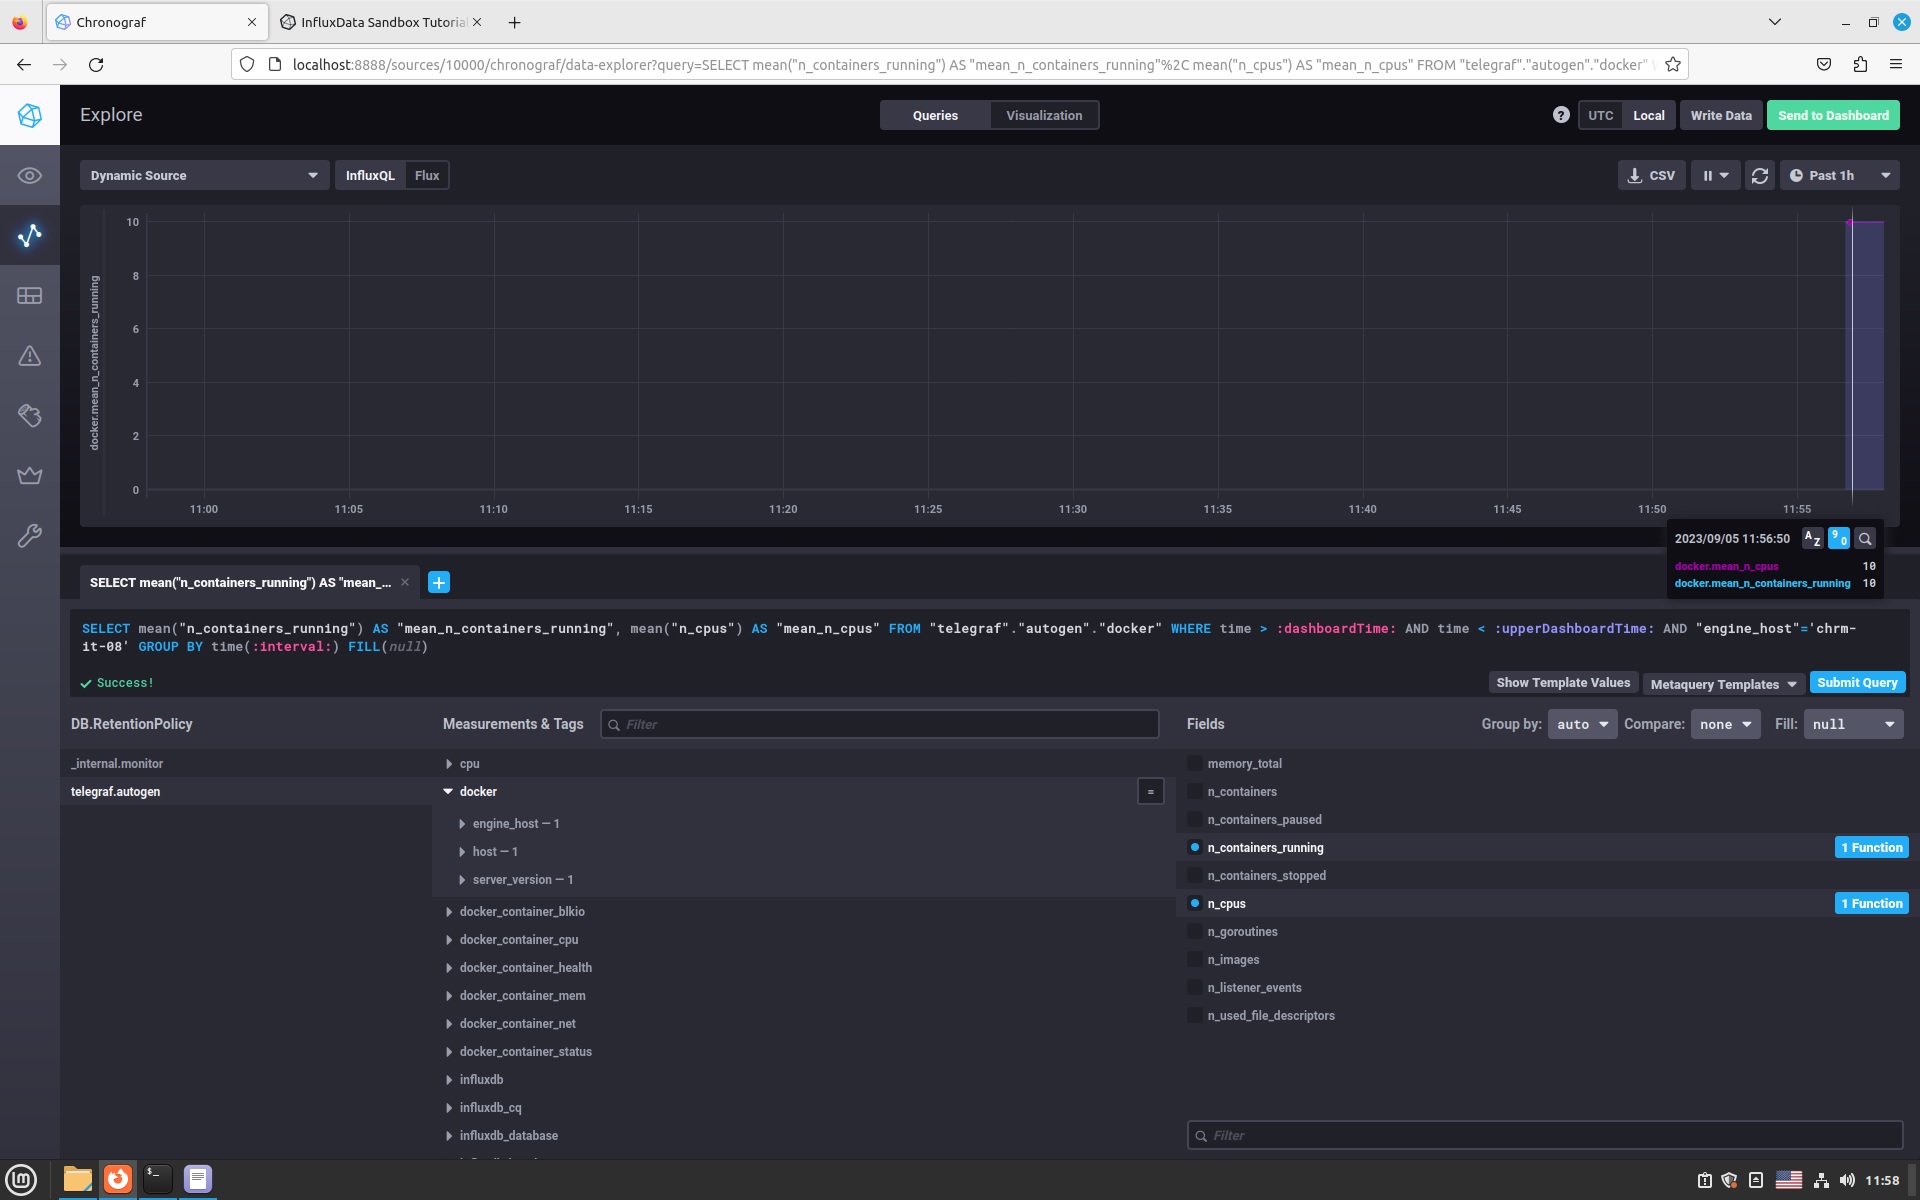 Chronograf
InfluxData Sandbox Tutoria
localhost:8888/sources/10000/chronograf/data-explorer?query=SELECT mean("n_containers_running") AS "mean_n_containers_running"%2C mean("n_cpus") AS "mean_n_cpus" FROM "telegraf"."autogen"."docker"
Explore
Queries
Visualization
?
UTC
Local
Write Data
Send to Dashboard
Dynamic Source
InfluxQL
Flux
CSV
Past 1h
docker.mean_n_containers_running
10
8
6
4
2
0
11:00
11:05
11:10
11:15
11:20
11:25
11:30
11:35
11:40
11:45
11:50
11:55
2023/09/05 11:56:50
A Z
9 0
docker.mean_n_cpus 10
docker.mean_n_containers_running 10
SELECT mean("n_containers_running") AS "mean_...
SELECT mean("n_containers_running") AS "mean_n_containers_running", mean("n_cpus") AS "mean_n_cpus" FROM "telegraf"."autogen"."docker" WHERE time > :dashboardTime: AND time < :upperDashboardTime: AND "engine_host"='chrm-
it-08' GROUP BY time(:interval:) FILL(null)
Success!
Show Template Values
Metaquery Templates
Submit Query
DB.RetentionPolicy
_internal.monitor
telegraf.autogen
Measurements & Tags
Filter
cpu
docker
=
engine_host — 1
host — 1
server_version — 1
docker_container_blkio
docker_container_cpu
docker_container_health
docker_container_mem
docker_container_net
docker_container_status
influxdb
influxdb_cq
influxdb_database
Fields
Group by: auto
Compare: none
Fill: null
memory_total
n_containers
n_containers_paused
n_containers_running
1 Function
n_containers_stopped
n_cpus
1 Function
n_goroutines
n_images
n_listener_events
n_used_file_descriptors
Filter
11:58